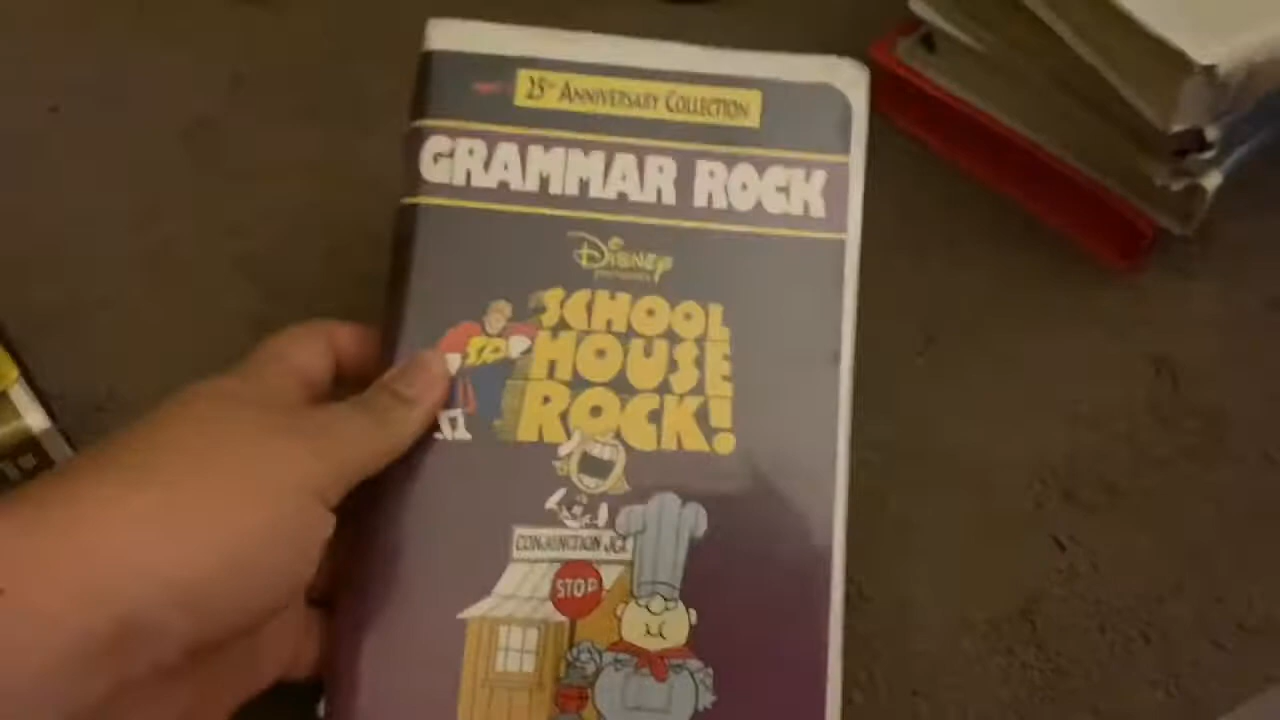 25TH ANNIVERSARY COLLECTION
GRAMMAR ROCK
DISNEY
PRESENTS
SCHOOL
HOUSE
ROCK!
CONJUNCTION JCT.
STOP